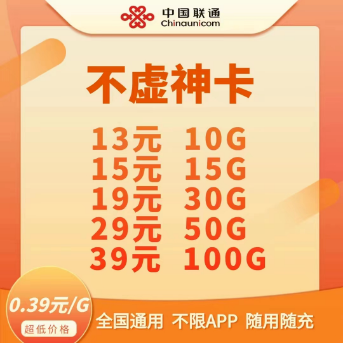 中国联通
Chinaunicom
不虚神卡
13元 10G
15元 15G
19元 30G
29元 50G
39元 100G
0.39元/G
超低价格
全国通用 不限APP 随用随充